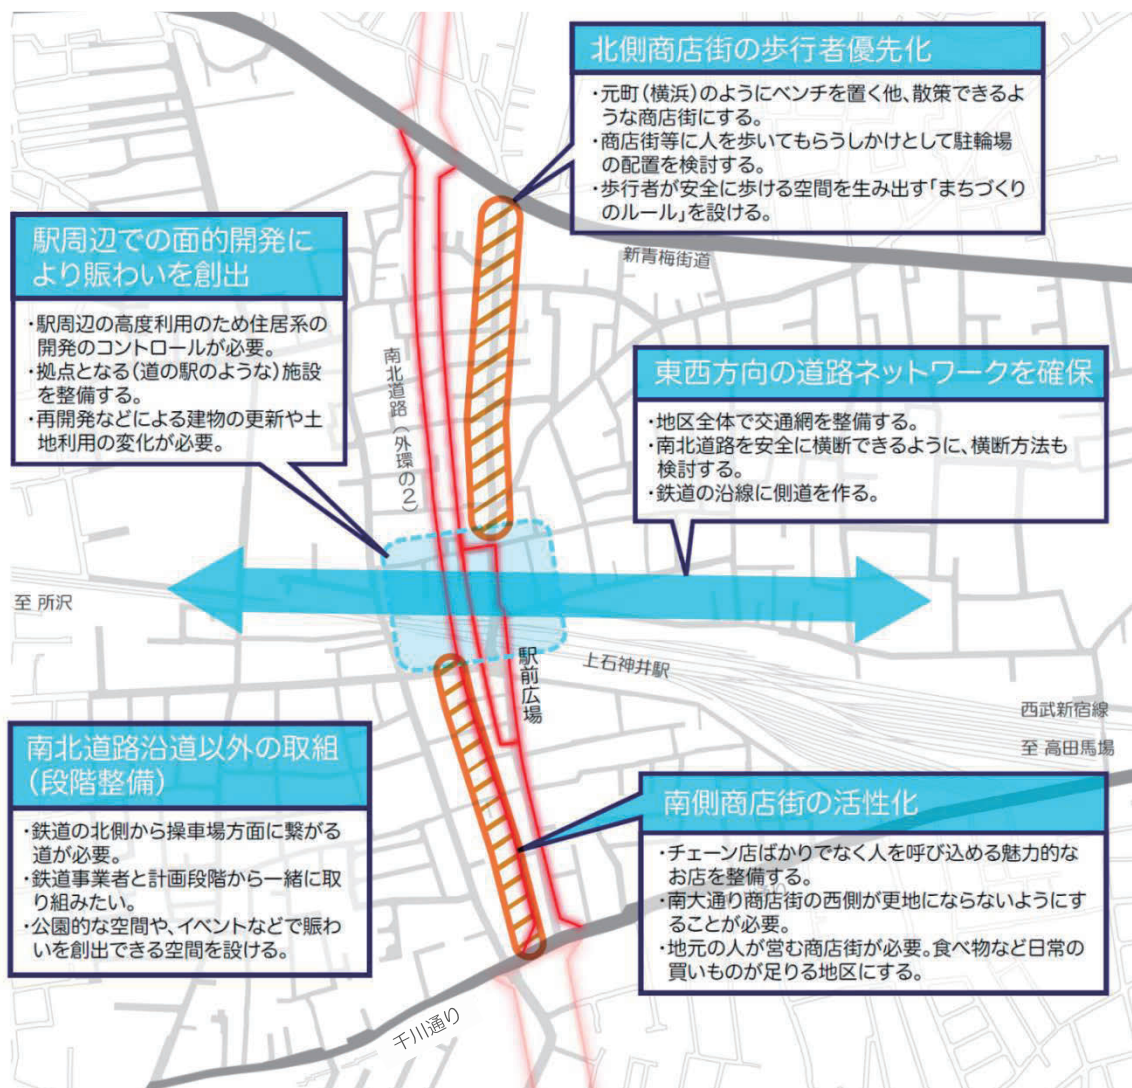 北側商店街の歩行者優先化
・元町(横浜)のようにベンチを置く他、散策できるよ
うな商店街にする。
・商店街等に人を歩いてもらうしかけとして駐輪場
の配置を検討する。
・歩行者が安全に歩ける空間を生み出す「まちづくり
のルール」を設ける。
新青梅街道
駅周辺での面的開発に
より賑わいを創出
・駅周辺の高度利用のため住居系の
開発のコントロールが必要。
・拠点となる(道の駅のような)施設
を整備する。
・再開発などによる建物の更新や土
地利用の変化が必要。
南北道路(外環の2)
東西方向の道路ネットワークを確保
・地区全体で交通網を整備する。
・南北道路を安全に横断できるように、横断方法も
検討する。
・鉄道の沿線に側道を作る。
至 所沢
駅前広場
上石神井駅
西武新宿線
至 高田馬場
南北道路沿道以外の取組
(段階整備)
・鉄道の北側から操車場方面に繋がる
道が必要。
・鉄道事業者と計画段階から一緒に取
り組みたい。
・公園的な空間や、イベントなどで賑わ
いを創出できる空間を設ける。
南側商店街の活性化
・チェーン店ばかりでなく人を呼び込める魅力的な
お店を整備する。
・南大通り商店街の西側が更地にならないようにす
ることが必要。
・地元の人が営む商店街が必要。食べ物など日常の
買いものが足りる地区にする。
千川通り